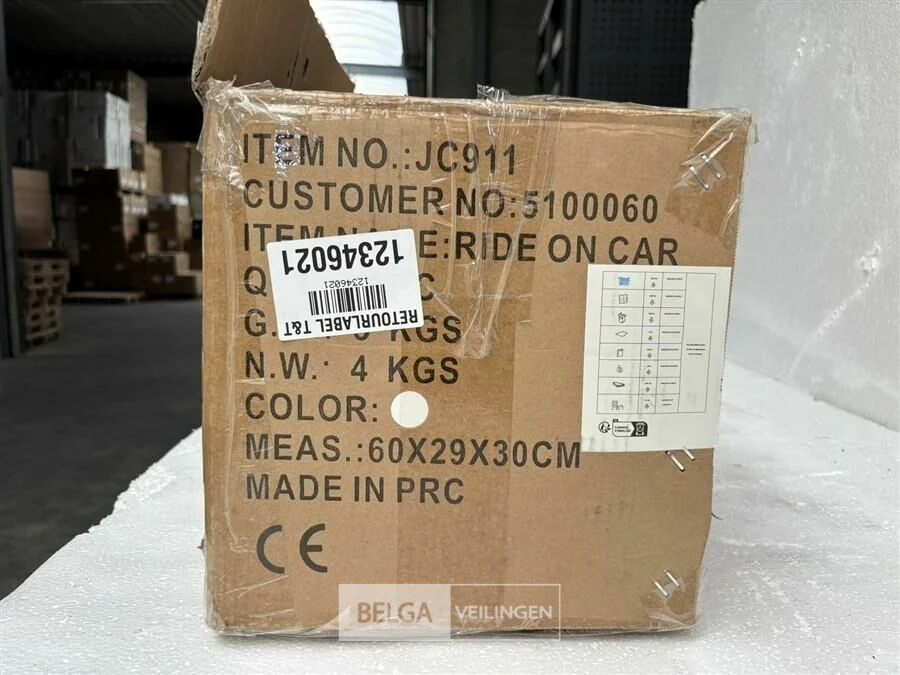 ITEM NO.:JC911
CUSTOMER NO:5100060
ITEM NAME:RIDE ON CAR
Q C
G. KGS
N.W.: 4 KGS
COLOR:
MEAS.:60X29X30CM
MADE IN PRC
CE
RETOURLABEL T&T
12346021
12346021
BELGA VEILINGEN